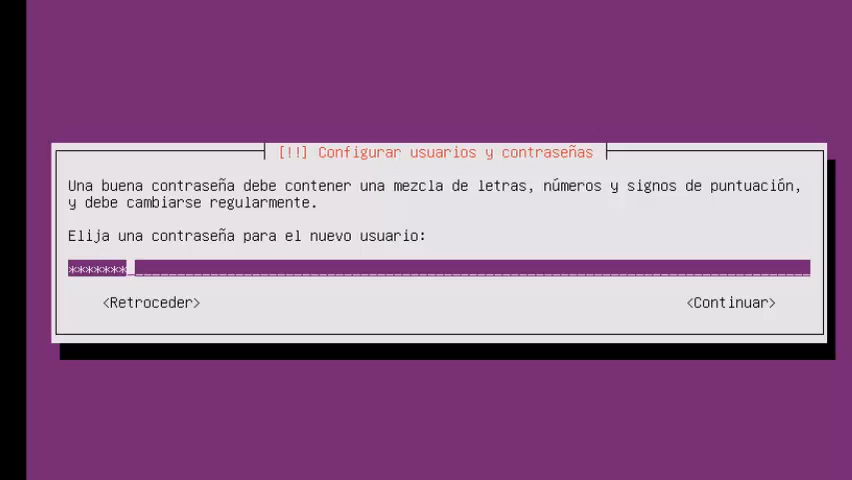 [!!] Configurar usuarios y contraseñas
Una buena contraseña debe contener una mezcla de letras, números y signos de puntuación,
y debe cambiarse regularmente.
Elija una contraseña para el nuevo usuario:
*******
<Retroceder> <Continuar>